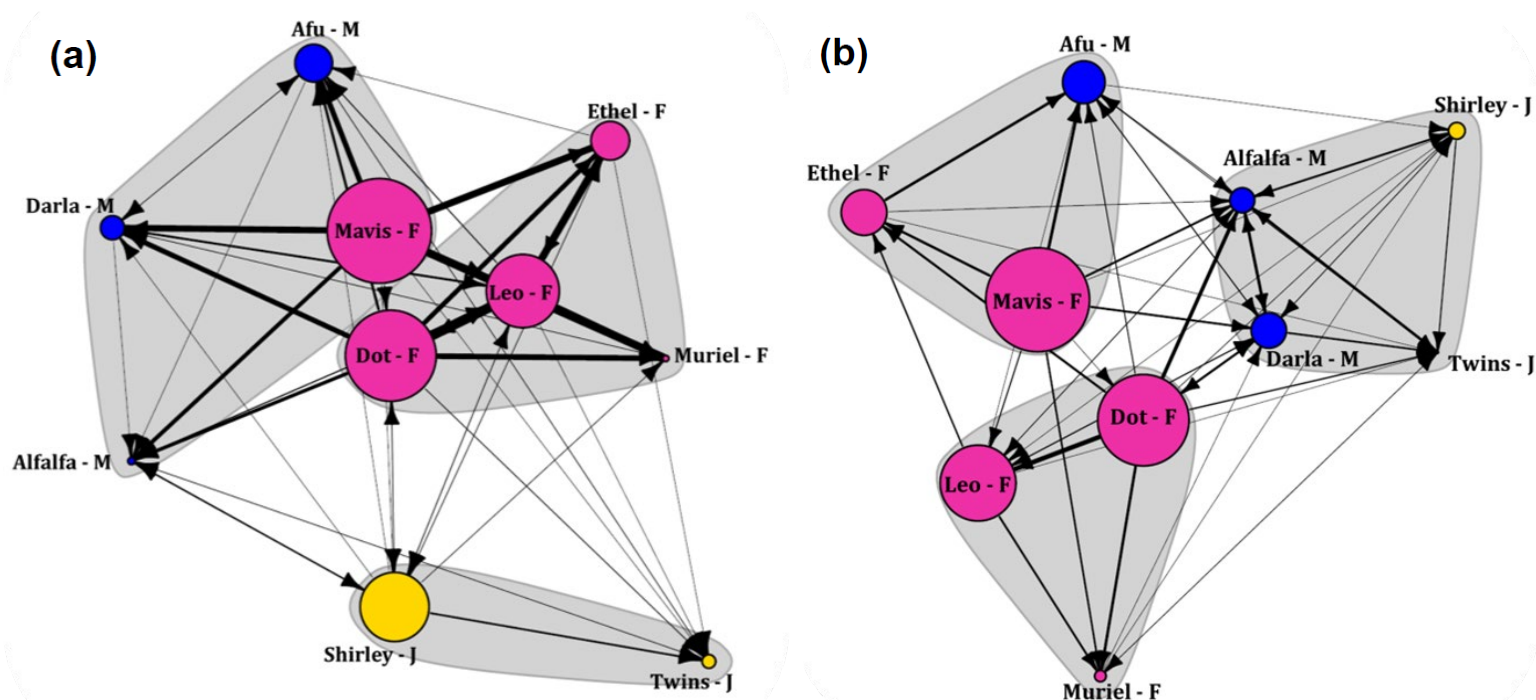 (a)
Afu - M
Ethel - F
Darla - M
Mavis - F
Leo - F
Dot - F
Muriel - F
Alfalfa - M
Shirley - J
Twins - J
(b)
Afu - M
Shirley - J
Alfalfa - M
Ethel - F
Mavis - F
Darla - M
Twins - J
Dot - F
Leo - F
Muriel - F